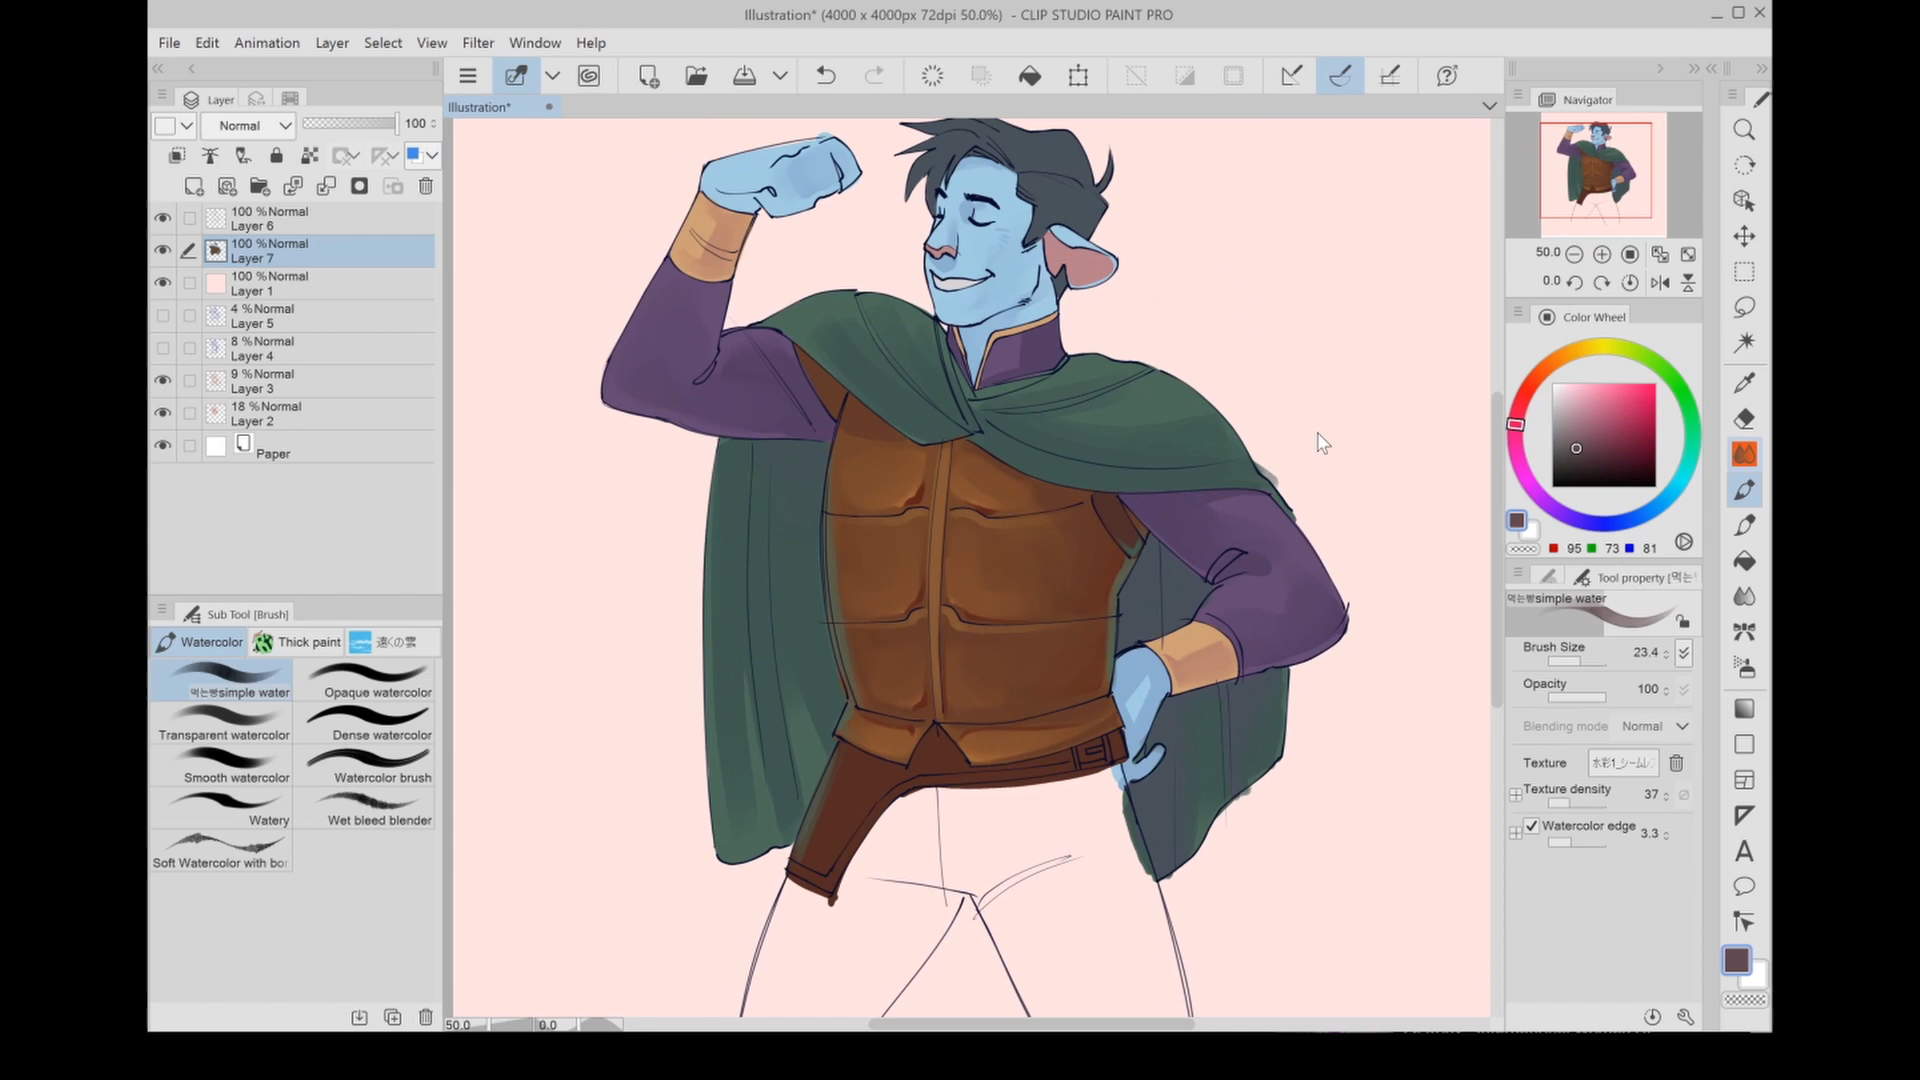 Illustration* (4000 x 4000px 72dpi 50.0%) - CLIP STUDIO PAINT PRO
File Edit Animation Layer Select View Filter Window Help
Illustration*
Layer
Normal 100
100 %Normal
Layer 6
100 %Normal
Layer 7
100 %Normal
Layer 1
4 %Normal
Layer 5
8 %Normal
Layer 4
9 %Normal
Layer 3
18 %Normal
Layer 2
Paper
Sub Tool [Brush]
Watercolor Thick paint 遠くの雲
먹는빵simple water Opaque watercolor
Transparent watercolor Dense watercolor
Smooth watercolor Watercolor brush
Watery Wet bleed blender
Soft Watercolor with bor
50.0 0.0
Navigator
50.0
0.0
Color Wheel
95 73 81
Tool property [먹는
먹는빵simple water
Brush Size 23.4
Opacity 100
Blending mode Normal
Texture 水彩1_シームレ
Texture density 37
Watercolor edge 3.3